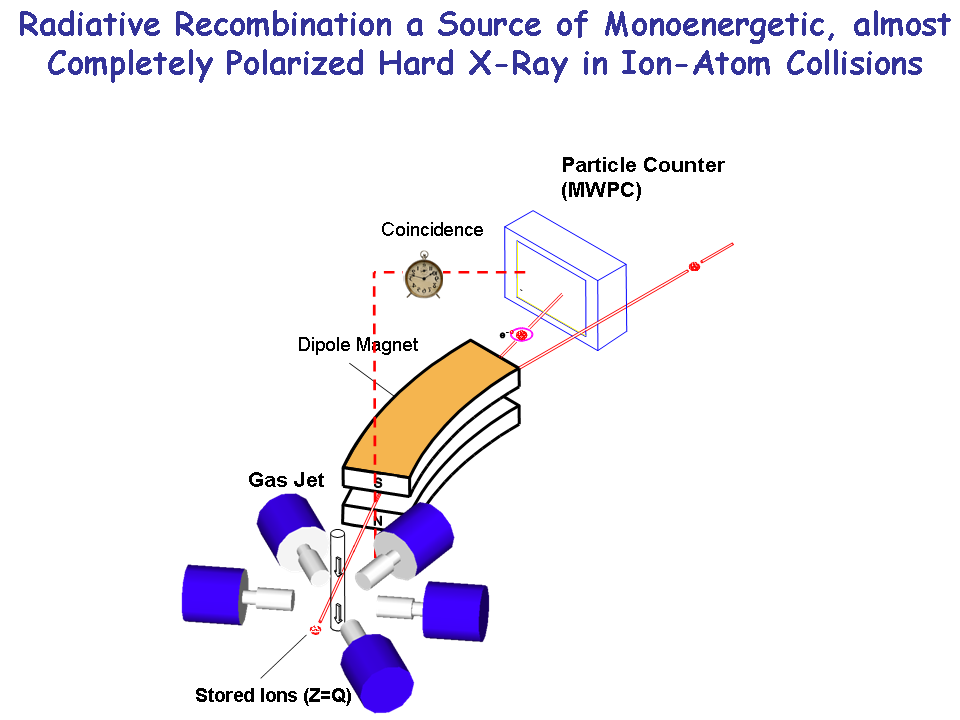 Radiative Recombination a Source of Monoenergetic, almost
Completely Polarized Hard X-Ray in Ion-Atom Collisions
Particle Counter
(MWPC)
Coincidence
e⁻
Dipole Magnet
Gas Jet
S
N
Stored Ions (Z=Q)